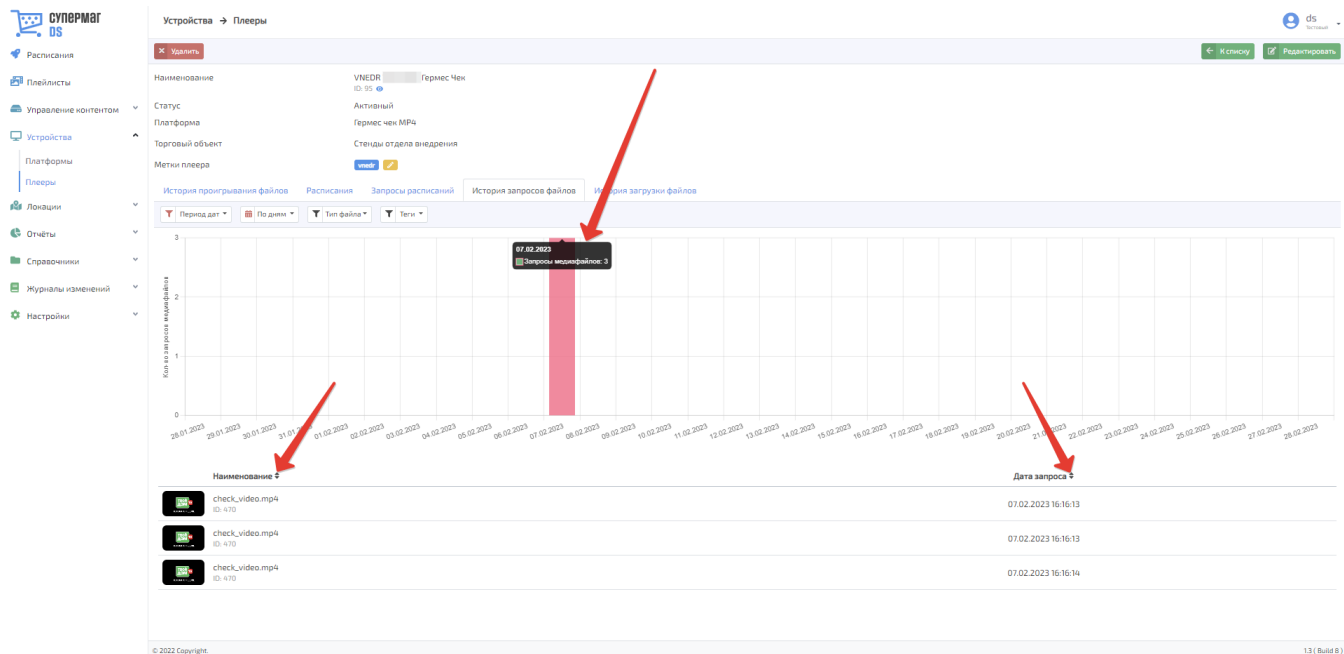 СУПЕРМАГ
DS
Устройства → Плееры
ds
Тестовый
Расписания
Плейлисты
Управление контентом
Устройства
Платформы
Плееры
Локации
Отчёты
Справочники
Журналы изменений
Настройки
× Удалить
← К списку
Редактировать
Наименование VNEDR Гермес Чек
ID: 95
Статус Активный
Платформа Гермес чек MP4
Торговый объект Стенды отдела внедрения
Метки плеера vnedr
История проигрывания файлов Расписания Запросы расписаний История запросов файлов История загрузки файлов
Период дат По дням Тип файла Теги
Кол-во запросов медиафайлов
3
2
1
0
07.02.2023
Запросы медиафайлов: 3
28.01.2023 29.01.2023 30.01.2023 31.01.2023 01.02.2023 02.02.2023 03.02.2023 04.02.2023 05.02.2023 06.02.2023 07.02.2023 08.02.2023 09.02.2023 10.02.2023 11.02.2023 12.02.2023 13.02.2023 14.02.2023 15.02.2023 16.02.2023 17.02.2023 18.02.2023 19.02.2023 20.02.2023 21.02.2023 22.02.2023 23.02.2023 24.02.2023 25.02.2023 26.02.2023 27.02.2023 28.02.2023
Наименование Дата запроса
check_video.mp4 07.02.2023 16:16:13
ID: 470
check_video.mp4 07.02.2023 16:16:13
ID: 470
check_video.mp4 07.02.2023 16:16:14
ID: 470
© 2022 Copyright. 1.3 ( Build 8 )